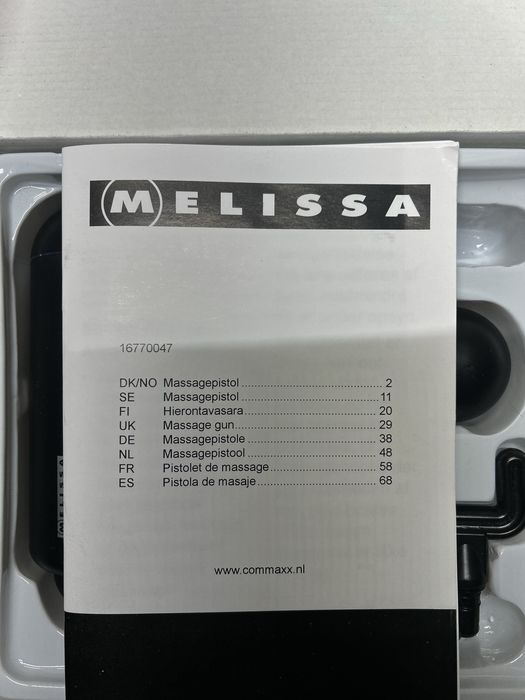 MELISSA
16770047
DK/NO Massagepistol 2
SE Massagepistol 11
FI Hierontavasara 20
UK Massage gun 29
DE Massagepistole 38
NL Massagepistool 48
FR Pistolet de massage 58
ES Pistola de masaje 68
MELISSA
www.commaxx.nl